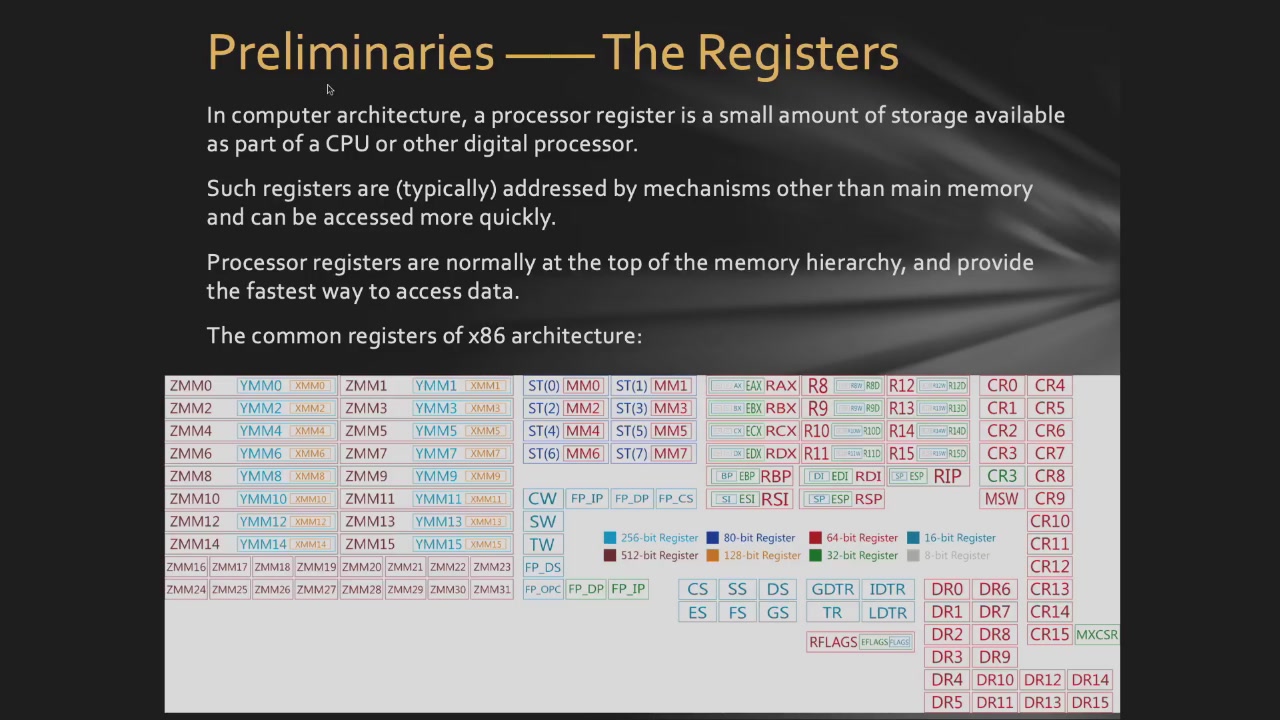 Preliminaries —— The Registers
In computer architecture, a processor register is a small amount of storage available
as part of a CPU or other digital processor.
Such registers are (typically) addressed by mechanisms other than main memory
and can be accessed more quickly.
Processor registers are normally at the top of the memory hierarchy, and provide
the fastest way to access data.
The common registers of x86 architecture:
ZMM0 YMM0 XMM0 ZMM1 YMM1 XMM1 ST(0) MM0 ST(1) MM1 AX EAX RAX R8 R8W R8D R12 R12W R12D CR0 CR4
ZMM2 YMM2 XMM2 ZMM3 YMM3 XMM3 ST(2) MM2 ST(3) MM3 BX EBX RBX R9 R9W R9D R13 R13W R13D CR1 CR5
ZMM4 YMM4 XMM4 ZMM5 YMM5 XMM5 ST(4) MM4 ST(5) MM5 CX ECX RCX R10 R10W R10D R14 R14W R14D CR2 CR6
ZMM6 YMM6 XMM6 ZMM7 YMM7 XMM7 ST(6) MM6 ST(7) MM7 DX EDX RDX R11 R11W R11D R15 R15W R15D CR3 CR7
ZMM8 YMM8 XMM8 ZMM9 YMM9 XMM9 BP EBP RBP DI EDI RDI SP ESP RIP CR3 CR8
ZMM10 YMM10 XMM10 ZMM11 YMM11 XMM11 CW FP_IP FP_DP FP_CS SI ESI RSI SP ESP RSP MSW CR9
ZMM12 YMM12 XMM12 ZMM13 YMM13 XMM13 SW CR10
ZMM14 YMM14 XMM14 ZMM15 YMM15 XMM15 TW 256-bit Register 80-bit Register 64-bit Register 16-bit Register CR11
512-bit Register 128-bit Register 32-bit Register 8-bit Register
ZMM16 ZMM17 ZMM18 ZMM19 ZMM20 ZMM21 ZMM22 ZMM23 FP_DS CR12
ZMM24 ZMM25 ZMM26 ZMM27 ZMM28 ZMM29 ZMM30 ZMM31 FP_OPC FP_DP FP_IP CS SS DS GDTR IDTR DR0 DR6 CR13
ES FS GS TR LDTR DR1 DR7 CR14
RFLAGS EFLAGS FLAGS DR2 DR8 CR15 MXCSR
DR3 DR9
DR4 DR10 DR12 DR14
DR5 DR11 DR13 DR15